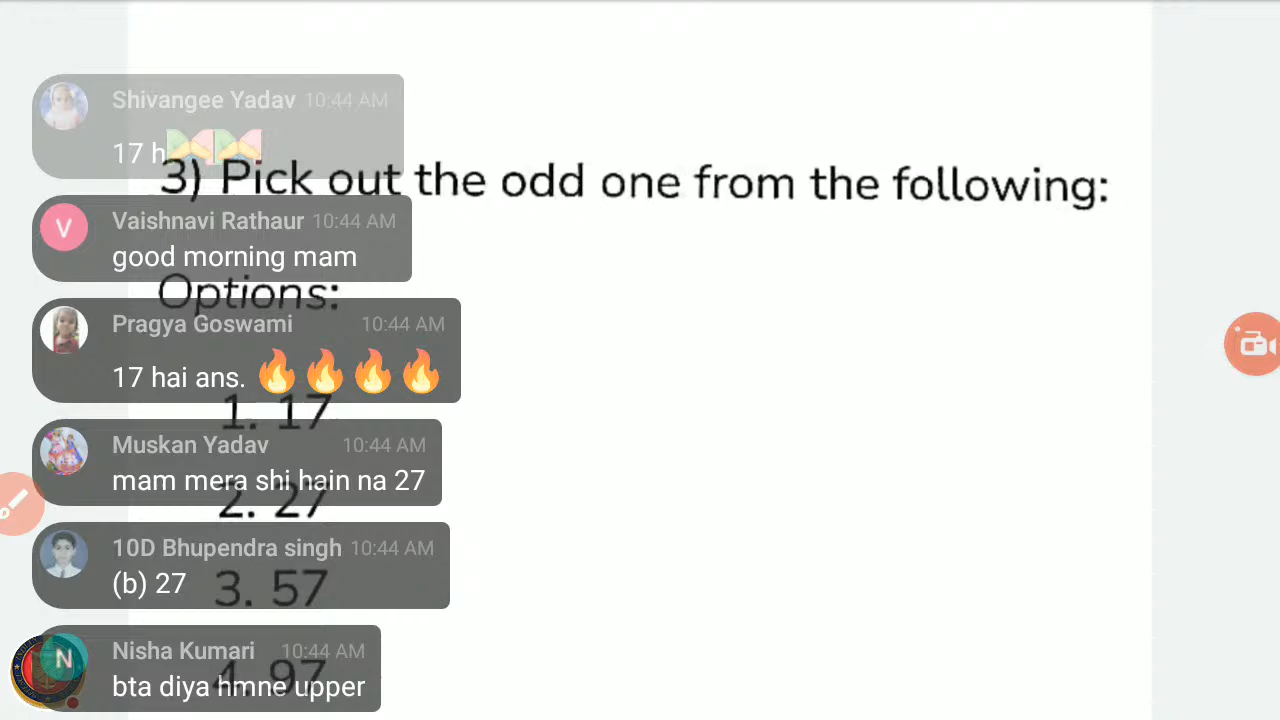 Shivangee Yadav 10:44 AM
17 h
3) Pick out the odd one from the following:
Vaishnavi Rathaur 10:44 AM
V
good morning mam
Options:
Pragya Goswami 10:44 AM
17 hai ans. 🔥🔥🔥🔥
1. 17
Muskan Yadav 10:44 AM
mam mera shi hain na 27
2. 27
10D Bhupendra singh 10:44 AM
(b) 27
3. 57
Nisha Kumari 10:44 AM
N
4. 97
bta diya hmne upper